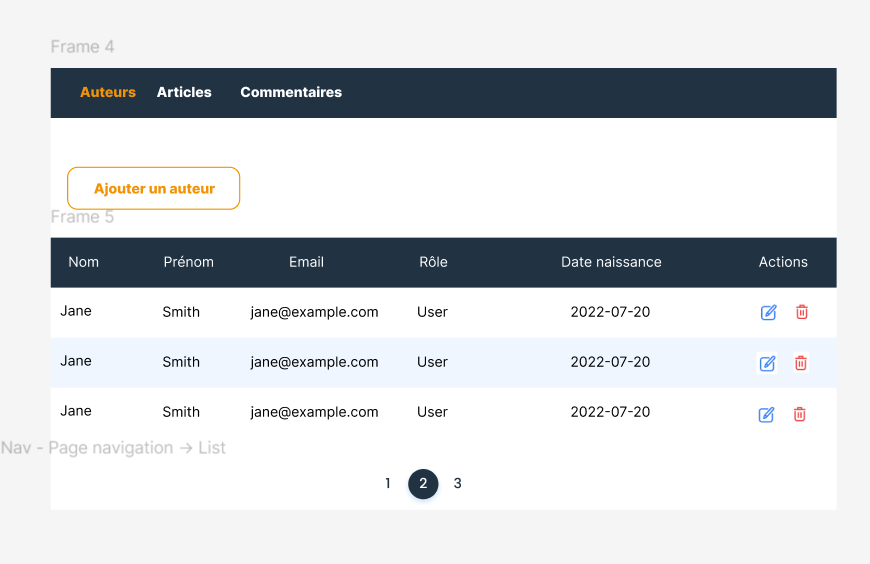 Frame 4
Auteurs Articles Commentaires
Ajouter un auteur
Frame 5
Nom Prénom Email Rôle Date naissance Actions
Jane Smith jane@example.com User 2022-07-20
Jane Smith jane@example.com User 2022-07-20
Jane Smith jane@example.com User 2022-07-20
Nav - Page navigation → List
1 2 3